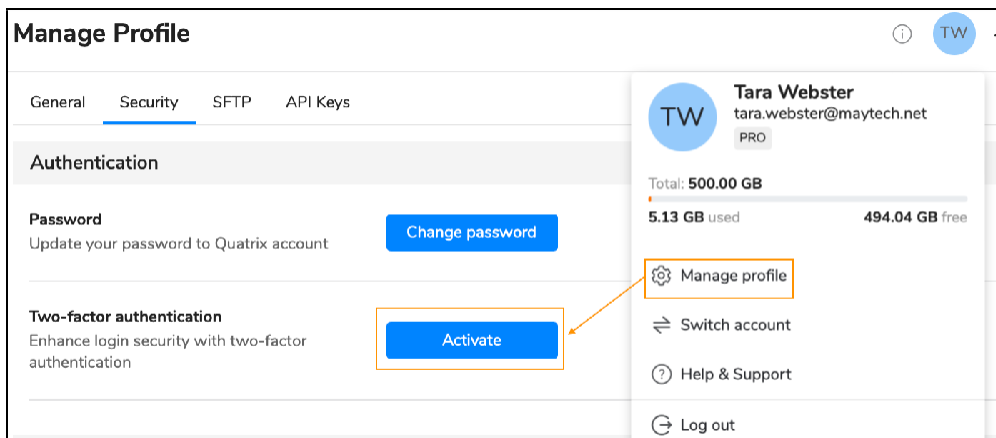 Manage Profile
TW
General Security SFTP API Keys
Authentication
Password
Update your password to Quatrix account
Change password
Two-factor authentication
Enhance login security with two-factor
authentication
Activate
TW
Tara Webster
tara.webster@maytech.net
PRO
Total: 500.00 GB
5.13 GB used 494.04 GB free
Manage profile
Switch account
Help & Support
Log out